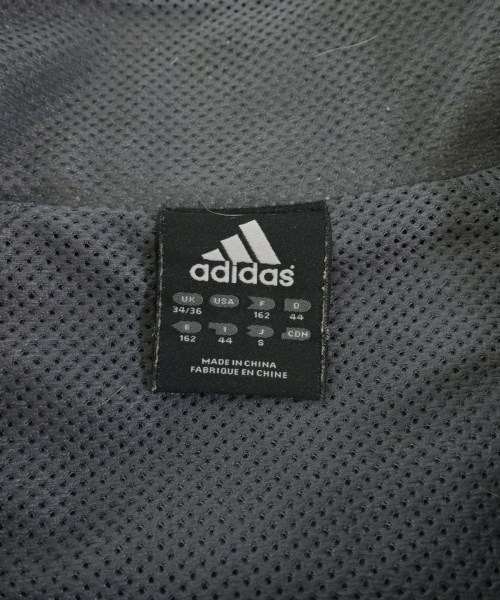 adidas
UK USA F D
34/36 162 44
E I J CDN
162 44 S
MADE IN CHINA
FABRIQUE EN CHINE